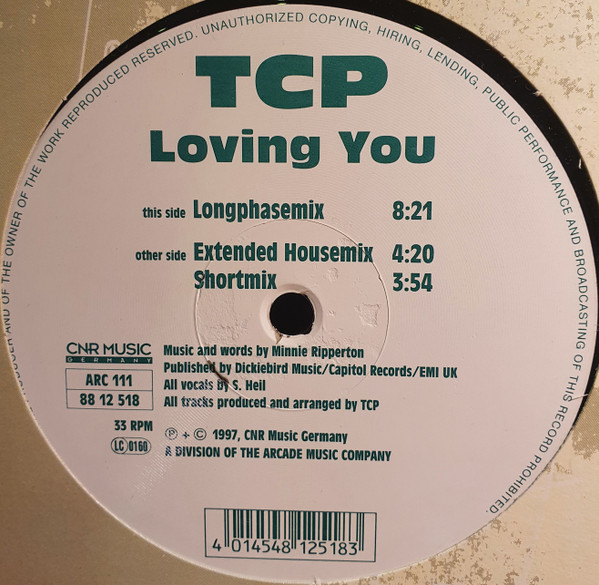 ...DUCER AND OF THE OWNER OF THE WORK REPRODUCED RESERVED. UNAUTHORIZED COPYING, HIRING, LENDING, PUBLIC PERFORMANCE AND BROADCASTING OF THIS RECORD PROHIBITED.
TCP
Loving You
this side Longphasemix 8:21
other side Extended Housemix 4:20
Shortmix 3:54
CNR MUSIC
GERMANY
ARC 111
88 12 518
33 RPM
LC 0160
Music and words by Minnie Ripperton
Published by Dickiebird Music/Capitol Records/EMI UK
All vocals by S. Heil
All tracks produced and arranged by TCP
℗ + © 1997, CNR Music Germany
A DIVISION OF THE ARCADE MUSIC COMPANY
4 014548 125183